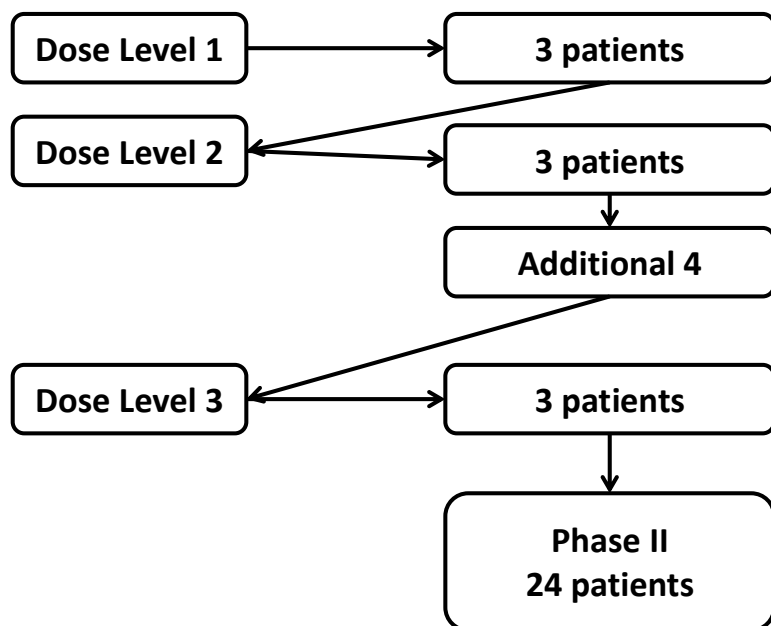 Dose Level 1
3 patients
Dose Level 2
3 patients
Additional 4
Dose Level 3
3 patients
Phase II
24 patients